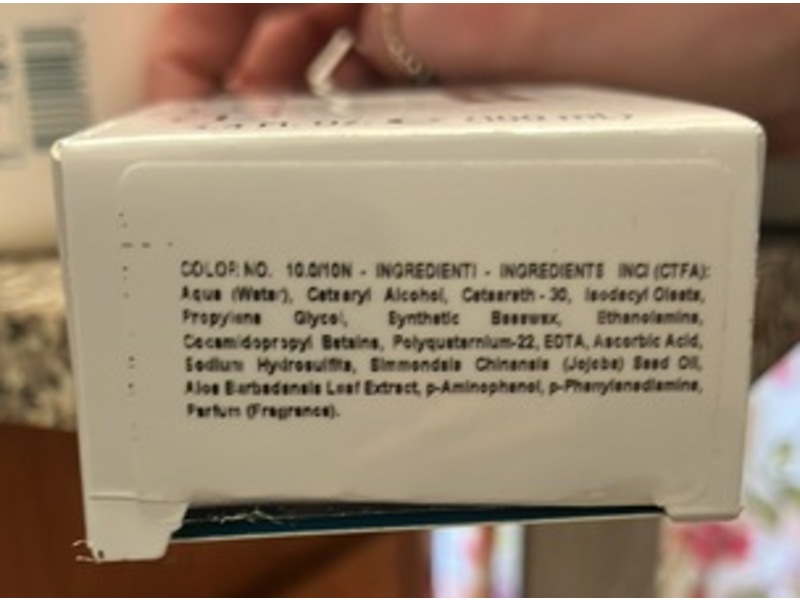 (100 mL)
COLOR NO. 10.0/10N - INGREDIENTI - INGREDIENTS INCI (CTFA):
Aqua (Water), Cetearyl Alcohol, Ceteareth - 30, Isodecyl Oleate,
Propylene Glycol, Synthetic Beeswax, Ethanolamine,
Cocamidopropyl Betaine, Polyquaternium-22, EDTA, Ascorbic Acid,
Sodium Hydrosulfite, Simmondsia Chinensis (Jojoba) Seed Oil,
Aloe Barbadensis Leaf Extract, p-Aminophenol, p-Phenylenediamine,
Parfum (Fragrance).